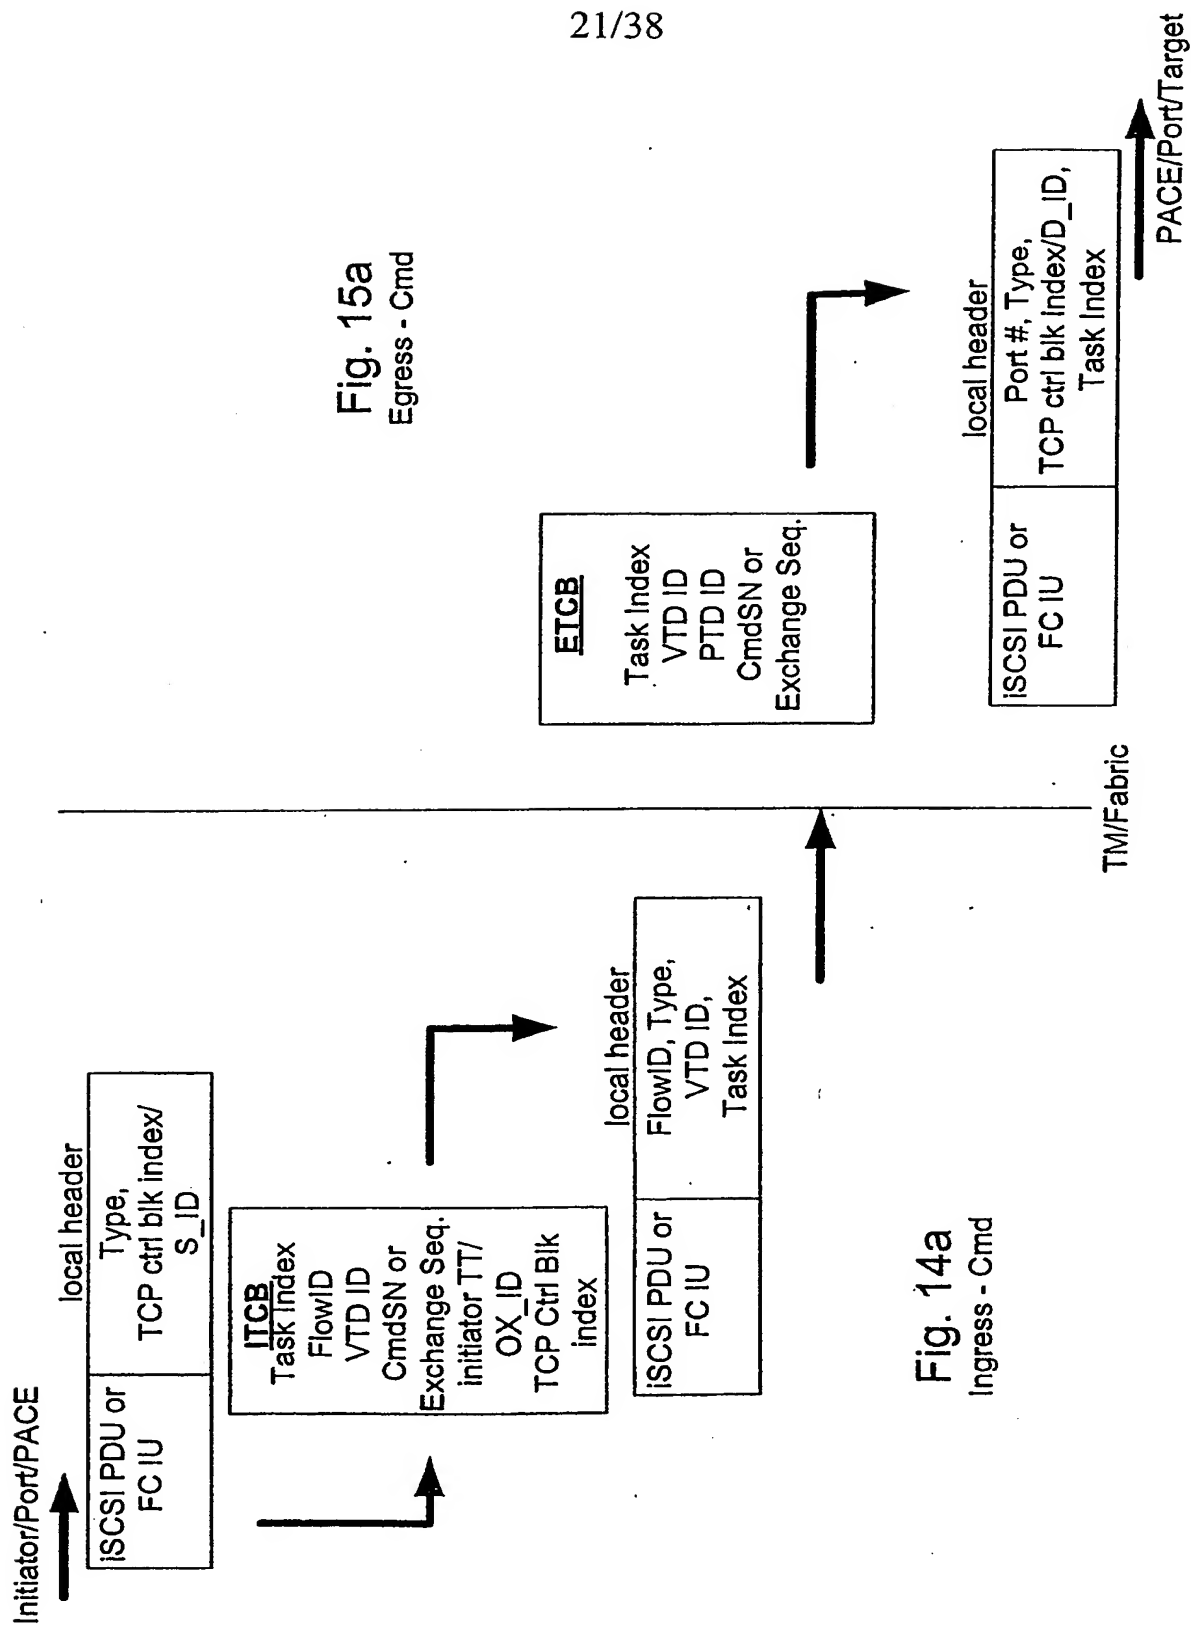 21/38
Initiator/Port/PACE
local header
iSCSI PDU or
FC IU
Type,
TCP ctrl blk index/
S_ID
ITCB
Task Index
FlowID
VTD ID
CmdSN or
Exchange Seq.
initiator TT/
OX_ID
TCP Ctrl Blk
index
local header
iSCSI PDU or
FC IU
FlowID, Type,
VTD ID,
Task Index
Fig. 14a
Ingress - Cmd
TM/Fabric
Fig. 15a
Egress - Cmd
ETCB
Task Index
VTD ID
PTD ID
CmdSN or
Exchange Seq.
local header
iSCSI PDU or
FC IU
Port #, Type,
TCP ctrl blk Index/D_ID,
Task Index
PACE/Port/Target